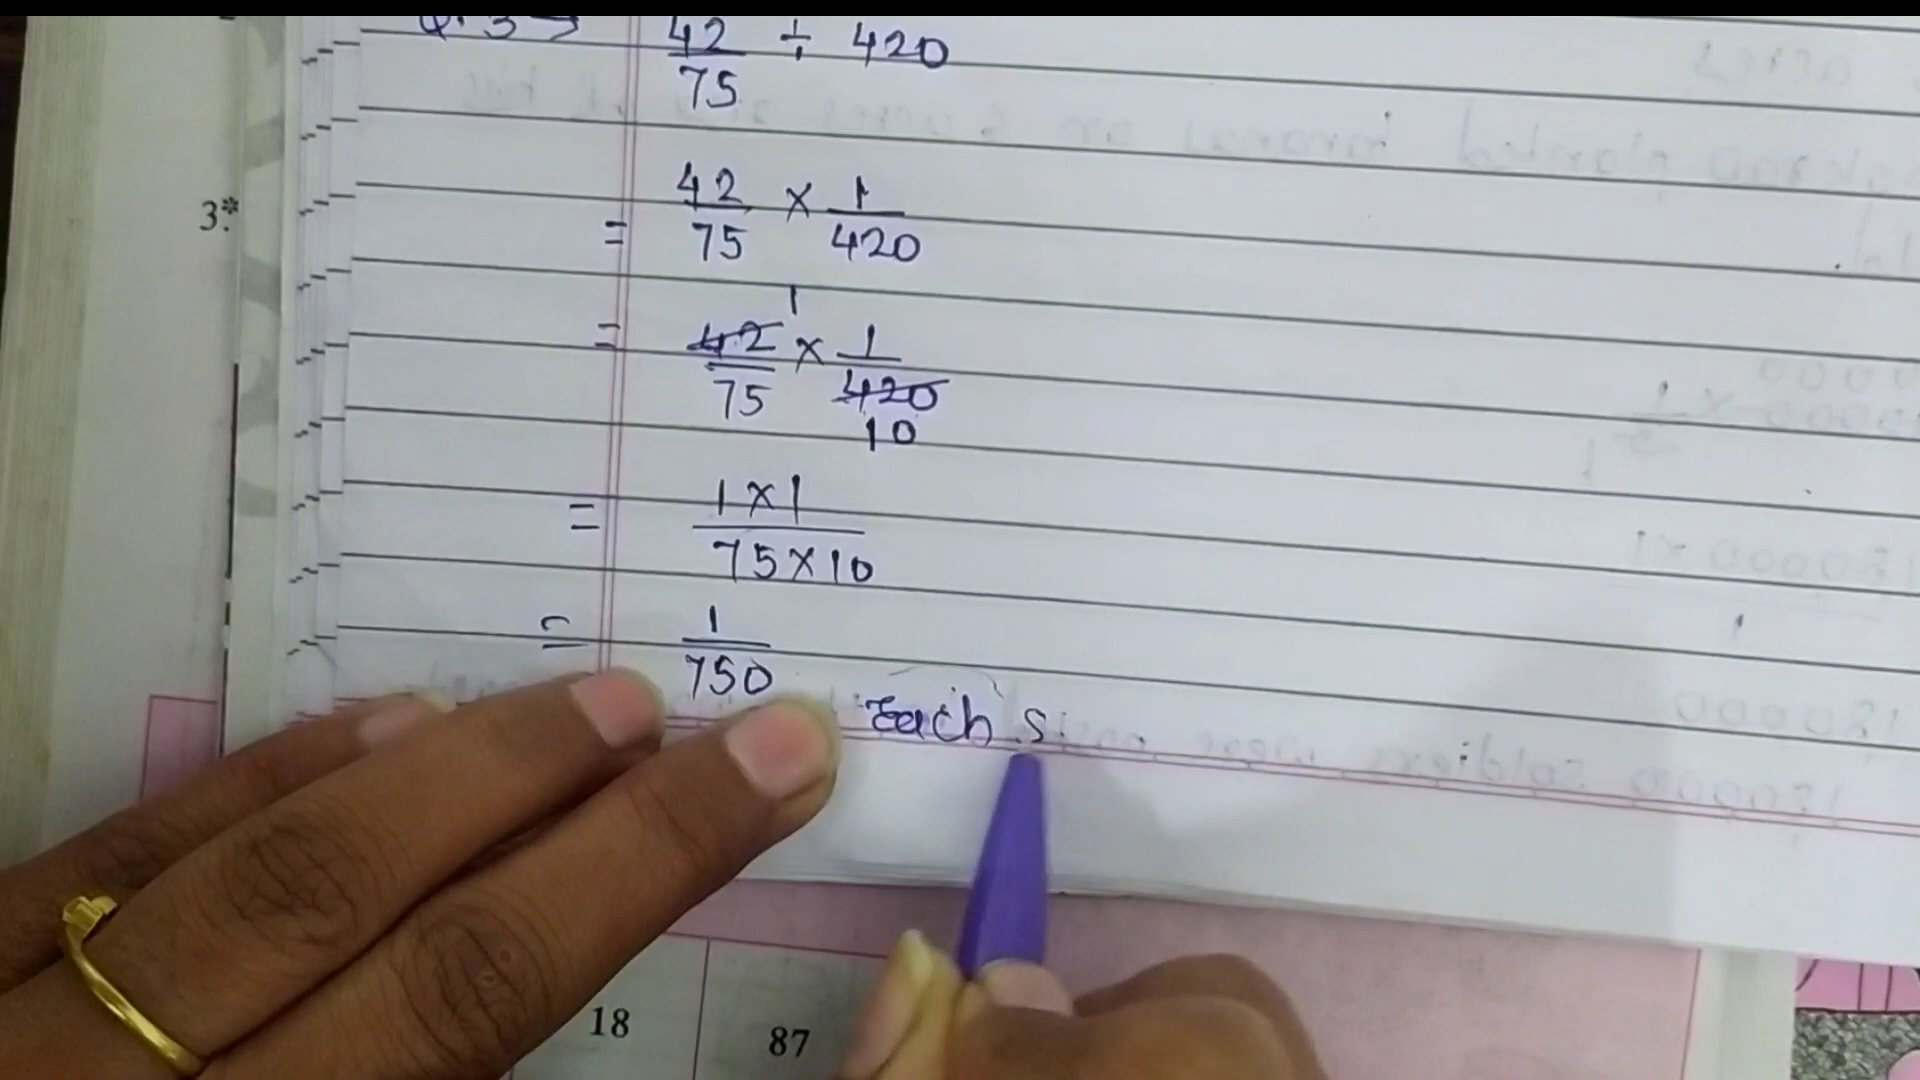 Q.3 → 42/75 ÷ 420
3.*
= 42/75 × 1/420
= 42/75 × 1/420
1
10
= 1×1/75×10
= 1/750
Each s
18 87